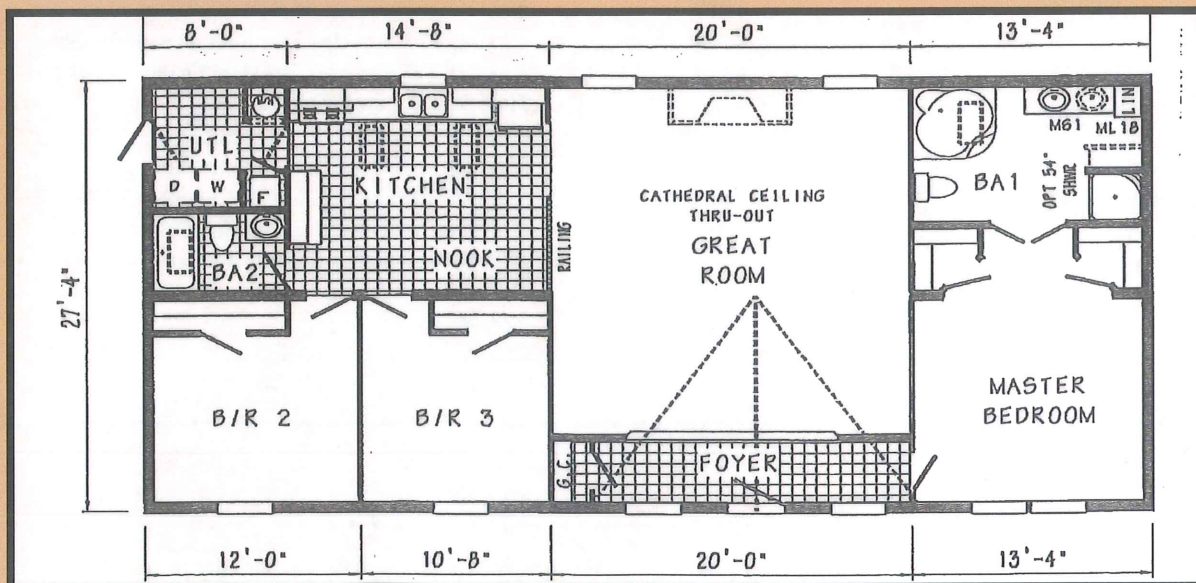 8'-0" 14'-8" 20'-0" 13'-4"
27'-4"
UTL
D W F
KITCHEN
NOOK
BA2
RAILING
CATHEDRAL CEILING
THRU-OUT
GREAT
ROOM
M61 ML18 LIN
BA1
OPT 54"
SHWR
B/R 2
B/R 3
MASTER
BEDROOM
G.C.
FOYER
12'-0" 10'-8" 20'-0" 13'-4"